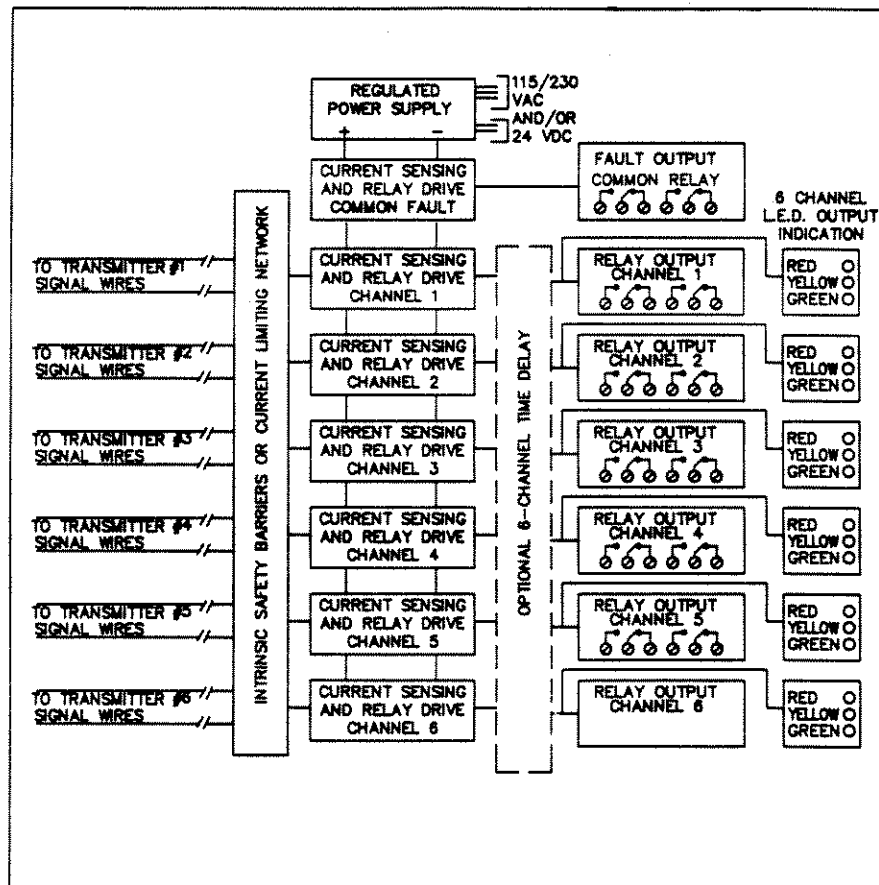 REGULATED
POWER SUPPLY
+ -
115/230
VAC
AND/OR
24 VDC
CURRENT SENSING
AND RELAY DRIVE
COMMON FAULT
FAULT OUTPUT
COMMON RELAY
6 CHANNEL
L.E.D. OUTPUT
INDICATION
INTRINSIC SAFETY BARRIERS OR CURRENT LIMITING NETWORK
OPTIONAL 6-CHANNEL TIME DELAY
TO TRANSMITTER #1
SIGNAL WIRES
CURRENT SENSING
AND RELAY DRIVE
CHANNEL 1
RELAY OUTPUT
CHANNEL 1
RED
YELLOW
GREEN
TO TRANSMITTER #2
SIGNAL WIRES
CURRENT SENSING
AND RELAY DRIVE
CHANNEL 2
RELAY OUTPUT
CHANNEL 2
RED
YELLOW
GREEN
TO TRANSMITTER #3
SIGNAL WIRES
CURRENT SENSING
AND RELAY DRIVE
CHANNEL 3
RELAY OUTPUT
CHANNEL 3
RED
YELLOW
GREEN
TO TRANSMITTER #4
SIGNAL WIRES
CURRENT SENSING
AND RELAY DRIVE
CHANNEL 4
RELAY OUTPUT
CHANNEL 4
RED
YELLOW
GREEN
TO TRANSMITTER #5
SIGNAL WIRES
CURRENT SENSING
AND RELAY DRIVE
CHANNEL 5
RELAY OUTPUT
CHANNEL 5
RED
YELLOW
GREEN
TO TRANSMITTER #6
SIGNAL WIRES
CURRENT SENSING
AND RELAY DRIVE
CHANNEL 6
RELAY OUTPUT
CHANNEL 6
RED
YELLOW
GREEN